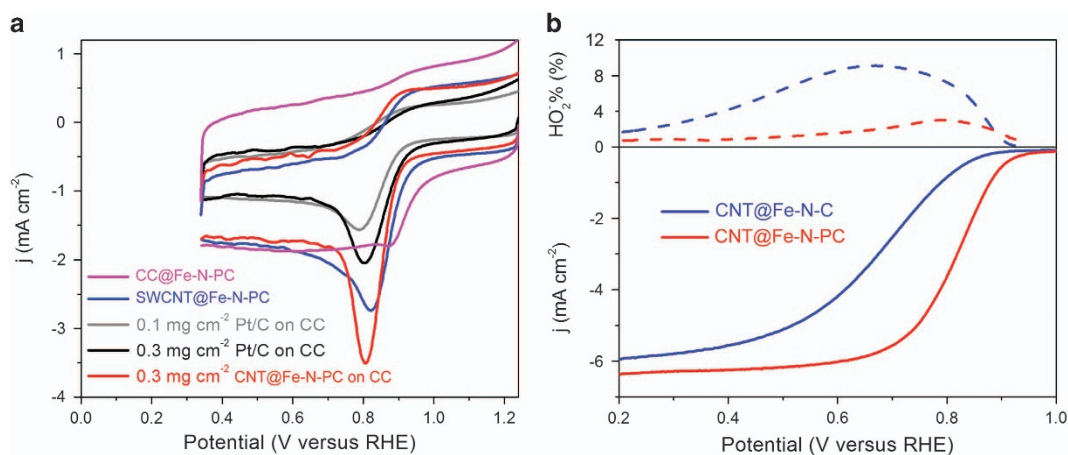 a
1
0
-1
-2
-3
-4
j (mA cm⁻²)
CC@Fe-N-PC
SWCNT@Fe-N-PC
0.1 mg cm⁻² Pt/C on CC
0.3 mg cm⁻² Pt/C on CC
0.3 mg cm⁻² CNT@Fe-N-PC on CC
0.0 0.2 0.4 0.6 0.8 1.0 1.2
Potential (V versus RHE)
b
12
8
4
0
HO₂⁻% (%)
-2
-4
-6
j (mA cm⁻²)
CNT@Fe-N-C
CNT@Fe-N-PC
0.2 0.4 0.6 0.8 1.0
Potential (V versus RHE)